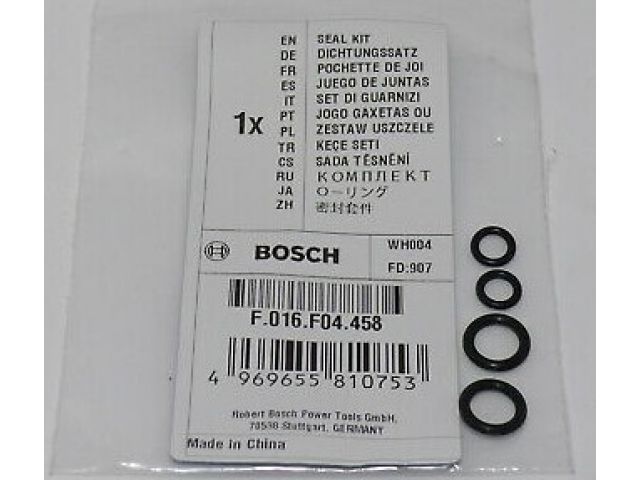 1x
EN SEAL KIT
DE DICHTUNGSSATZ
FR POCHETTE DE JOI
ES JUEGO DE JUNTAS
IT SET DI GUARNIZI
PT JOGO GAXETAS OU
PL ZESTAW USZCZELE
TR KEÇE SETI
CS SADA TĚSNĚNÍ
RU КОМПЛЕКТ
JA O－リング
ZH 密封套件
BOSCH
WH004
FD:907
F.016.F04.458
4 969655 810753
Robert Bosch Power Tools GmbH,
70538 Stuttgart, GERMANY
Made in China